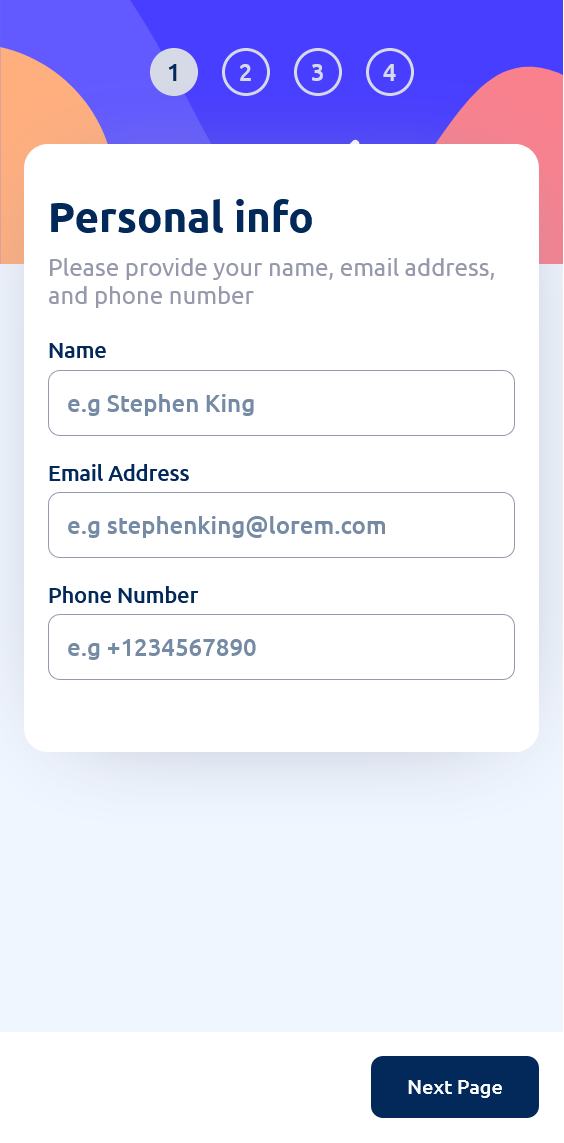 1 2 3 4
Personal info
Please provide your name, email address,
and phone number
Name
e.g Stephen King
Email Address
e.g stephenking@lorem.com
Phone Number
e.g +1234567890
Next Page